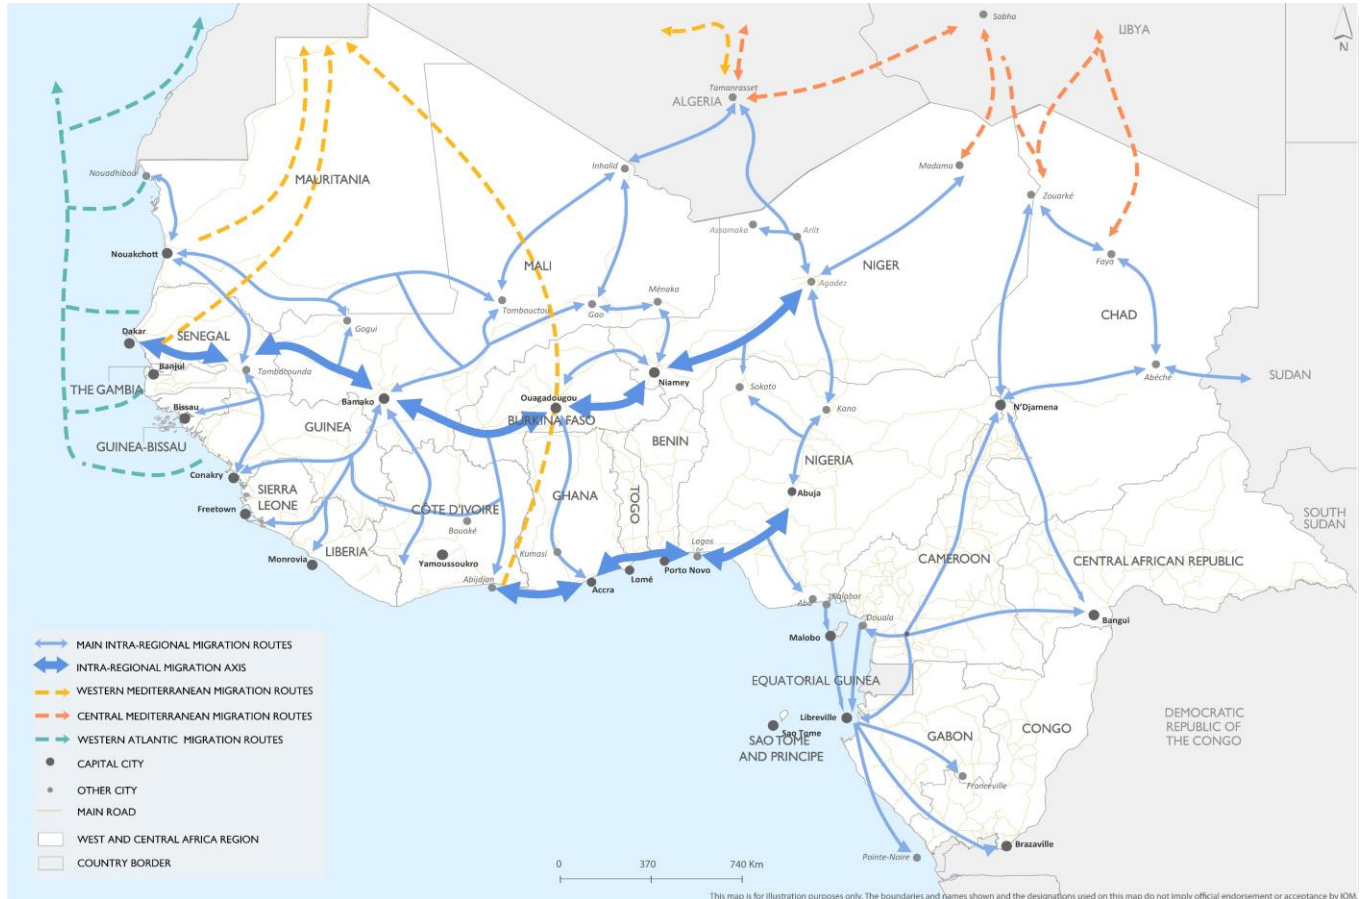 Sabha
LIBYA
N
Tamanrasset
ALGERIA
Nouadhibou
MAURITANIA
Inhalid
Madama
Zouarké
Assamaka
Arlit
Nouakchott
MALI
NIGER
Agadez
Faya
Ménaka
Tombouctou
Gao
CHAD
Dakar
SENEGAL
Gogui
Banjul
Tambacounda
THE GAMBIA
Niamey
Sokoto
Abéché
SUDAN
Bissau
Bamako
Ouagadougou
BURKINA FASO
Kano
N'Djamena
GUINEA
GUINEA-BISSAU
BENIN
NIGERIA
Conakry
SIERRA
LEONE
Freetown
CÔTE D'IVOIRE
Bouaké
GHANA
TOGO
Abuja
SOUTH
SUDAN
Monrovia
LIBERIA
Yamoussoukro
Kumasi
Lagos
Porto Novo
CAMEROON
CENTRAL AFRICAN REPUBLIC
Abijdjan
Accra
Lomé
Aba
Calabar
Douala
Bangui
Malobo
EQUATORIAL GUINEA
Libreville
Sao Tome
SAO TOME
AND PRINCIPE
GABON
CONGO
DEMOCRATIC
REPUBLIC OF
THE CONGO
Franceville
Pointe-Noire
Brazaville
MAIN INTRA-REGIONAL MIGRATION ROUTES
INTRA-REGIONAL MIGRATION AXIS
WESTERN MEDITERRANEAN MIGRATION ROUTES
CENTRAL MEDITERRANEAN MIGRATION ROUTES
WESTERN ATLANTIC MIGRATION ROUTES
CAPITAL CITY
OTHER CITY
MAIN ROAD
WEST AND CENTRAL AFRICA REGION
COUNTRY BORDER
0 370 740 Km
This map is for illustration purposes only. The boundaries and names shown and the designations used on this map do not imply official endorsement or acceptance by IOM.